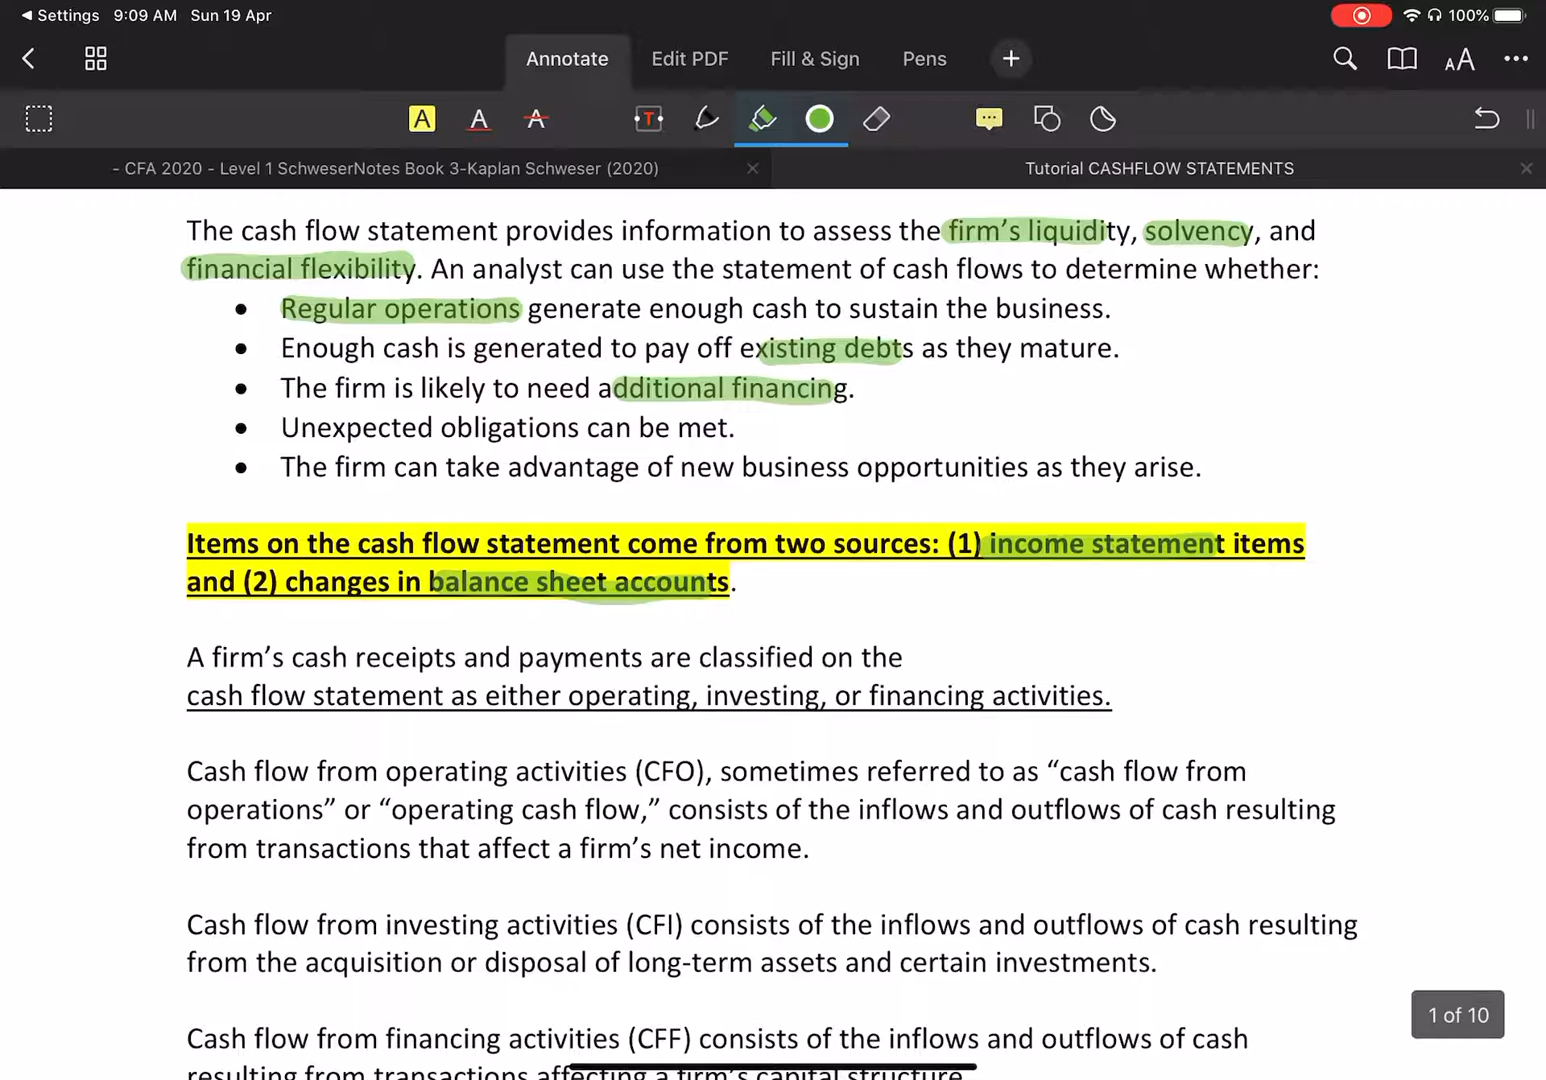 Settings 9:09 AM Sun 19 Apr 100%
Annotate Edit PDF Fill & Sign Pens + AA
A A A T
- CFA 2020 - Level 1 SchweserNotes Book 3-Kaplan Schweser (2020) Tutorial CASHFLOW STATEMENTS
The cash flow statement provides information to assess the firm’s liquidity, solvency, and
financial flexibility. An analyst can use the statement of cash flows to determine whether:
• Regular operations generate enough cash to sustain the business.
• Enough cash is generated to pay off existing debts as they mature.
• The firm is likely to need additional financing.
• Unexpected obligations can be met.
• The firm can take advantage of new business opportunities as they arise.
Items on the cash flow statement come from two sources: (1) income statement items
and (2) changes in balance sheet accounts.
A firm’s cash receipts and payments are classified on the
cash flow statement as either operating, investing, or financing activities.
Cash flow from operating activities (CFO), sometimes referred to as “cash flow from
operations” or “operating cash flow,” consists of the inflows and outflows of cash resulting
from transactions that affect a firm’s net income.
Cash flow from investing activities (CFI) consists of the inflows and outflows of cash resulting
from the acquisition or disposal of long-term assets and certain investments.
1 of 10
Cash flow from financing activities (CFF) consists of the inflows and outflows of cash
resulting from transactions affecting a firm’s capital structure.